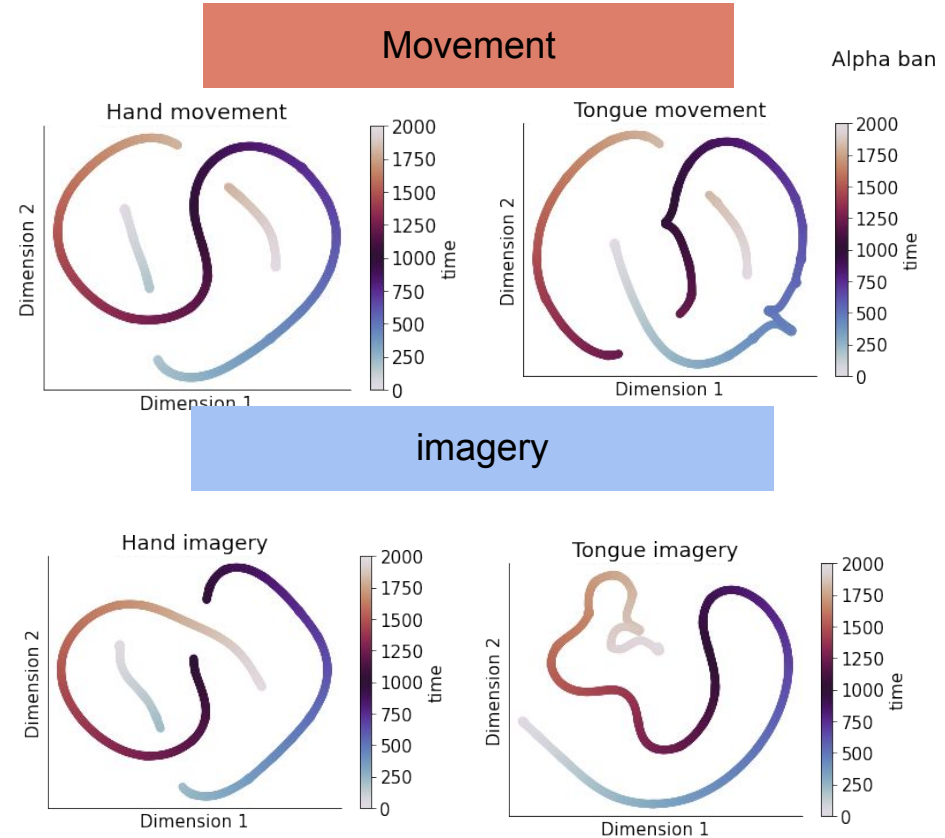 Movement
Alpha ban
Hand movement
Tongue movement
2000
1750
1500
1250
1000
750
500
250
0
time
Dimension 2
Dimension 1
2000
1750
1500
1250
1000
750
500
250
0
time
Dimension 2
Dimension 1
imagery
Hand imagery
Tongue imagery
2000
1750
1500
1250
1000
750
500
250
0
time
Dimension 2
Dimension 1
2000
1750
1500
1250
1000
750
500
250
0
time
Dimension 2
Dimension 1